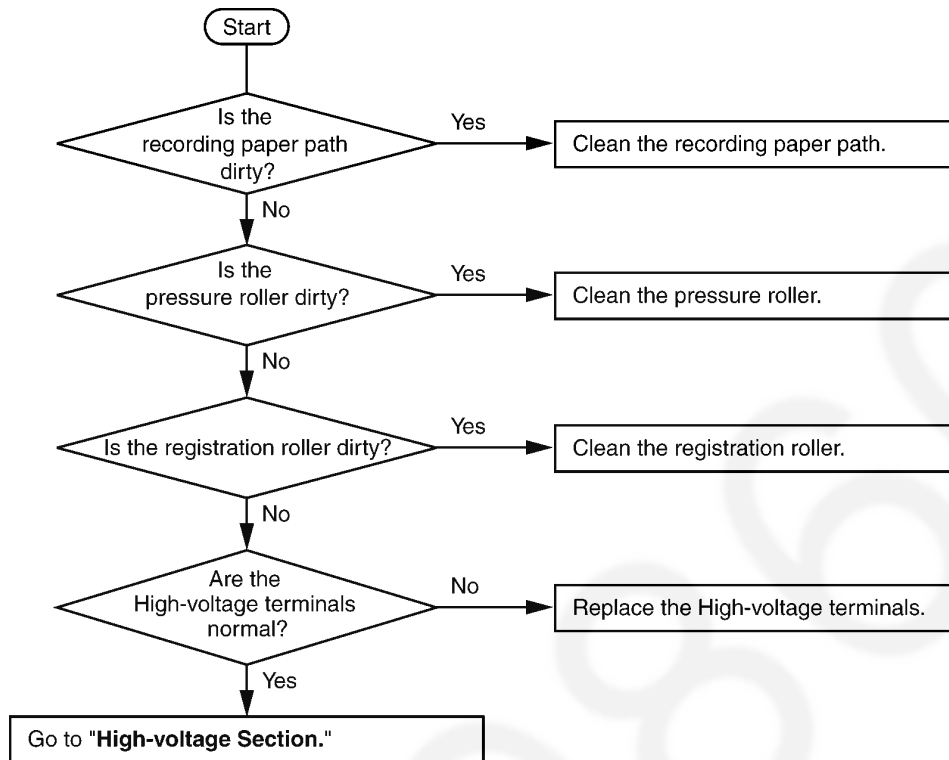 Start
Is the
recording paper path
dirty?
Yes
Clean the recording paper path.
No
Is the
pressure roller dirty?
Yes
Clean the pressure roller.
No
Is the registration roller dirty?
Yes
Clean the registration roller.
No
Are the
High-voltage terminals
normal?
No
Replace the High-voltage terminals.
Yes
Go to "High-voltage Section."